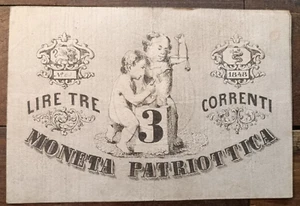 1848
LIRE TRE
3
CORRENTI
MONETA PATRIOTTICA